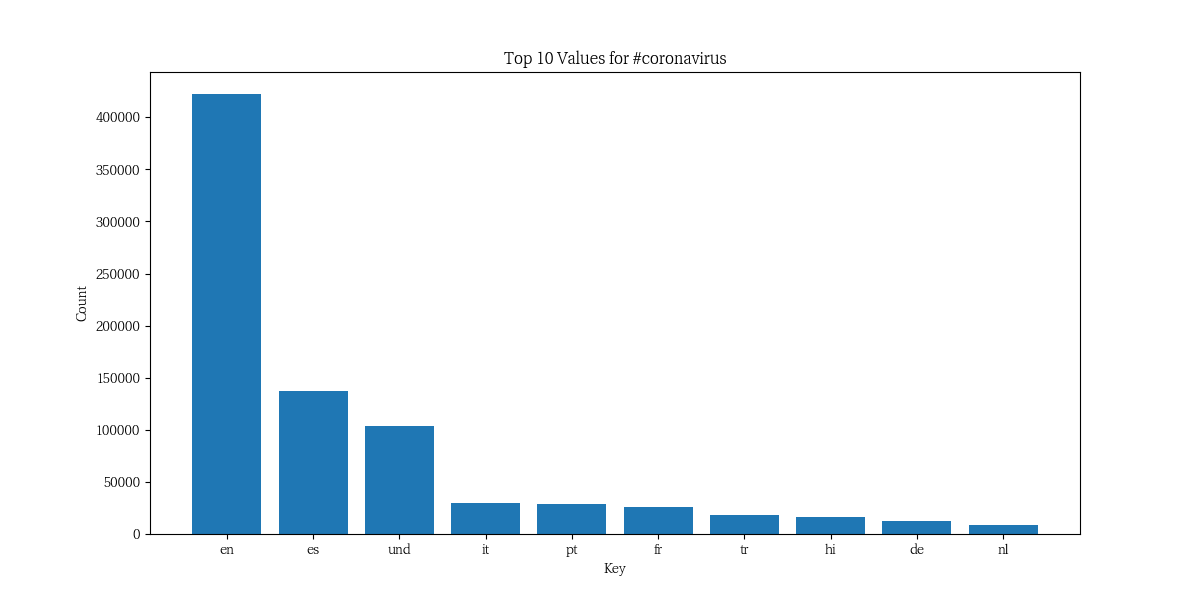 Top 10 Values for #coronavirus
400000
350000
300000
250000
200000
150000
100000
50000
0
Count
en es und it pt fr tr hi de nl
Key